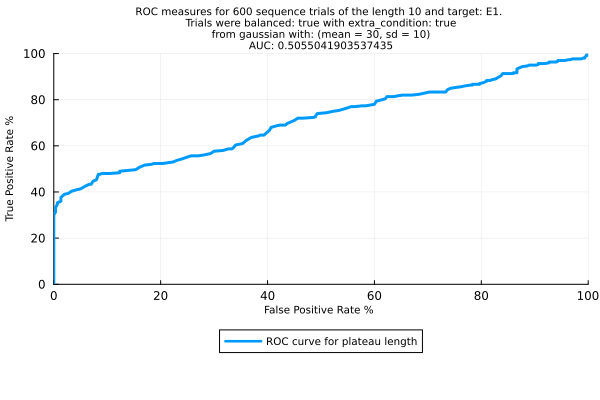 ROC measures for 600 sequence trials of the length 10 and target: E1.
Trials were balanced: true with extra_condition: true
from gaussian with: (mean = 30, sd = 10)
AUC: 0.5055041903537435
100
80
60
40
20
0
True Positive Rate %
0 20 40 60 80 100
False Positive Rate %
ROC curve for plateau length